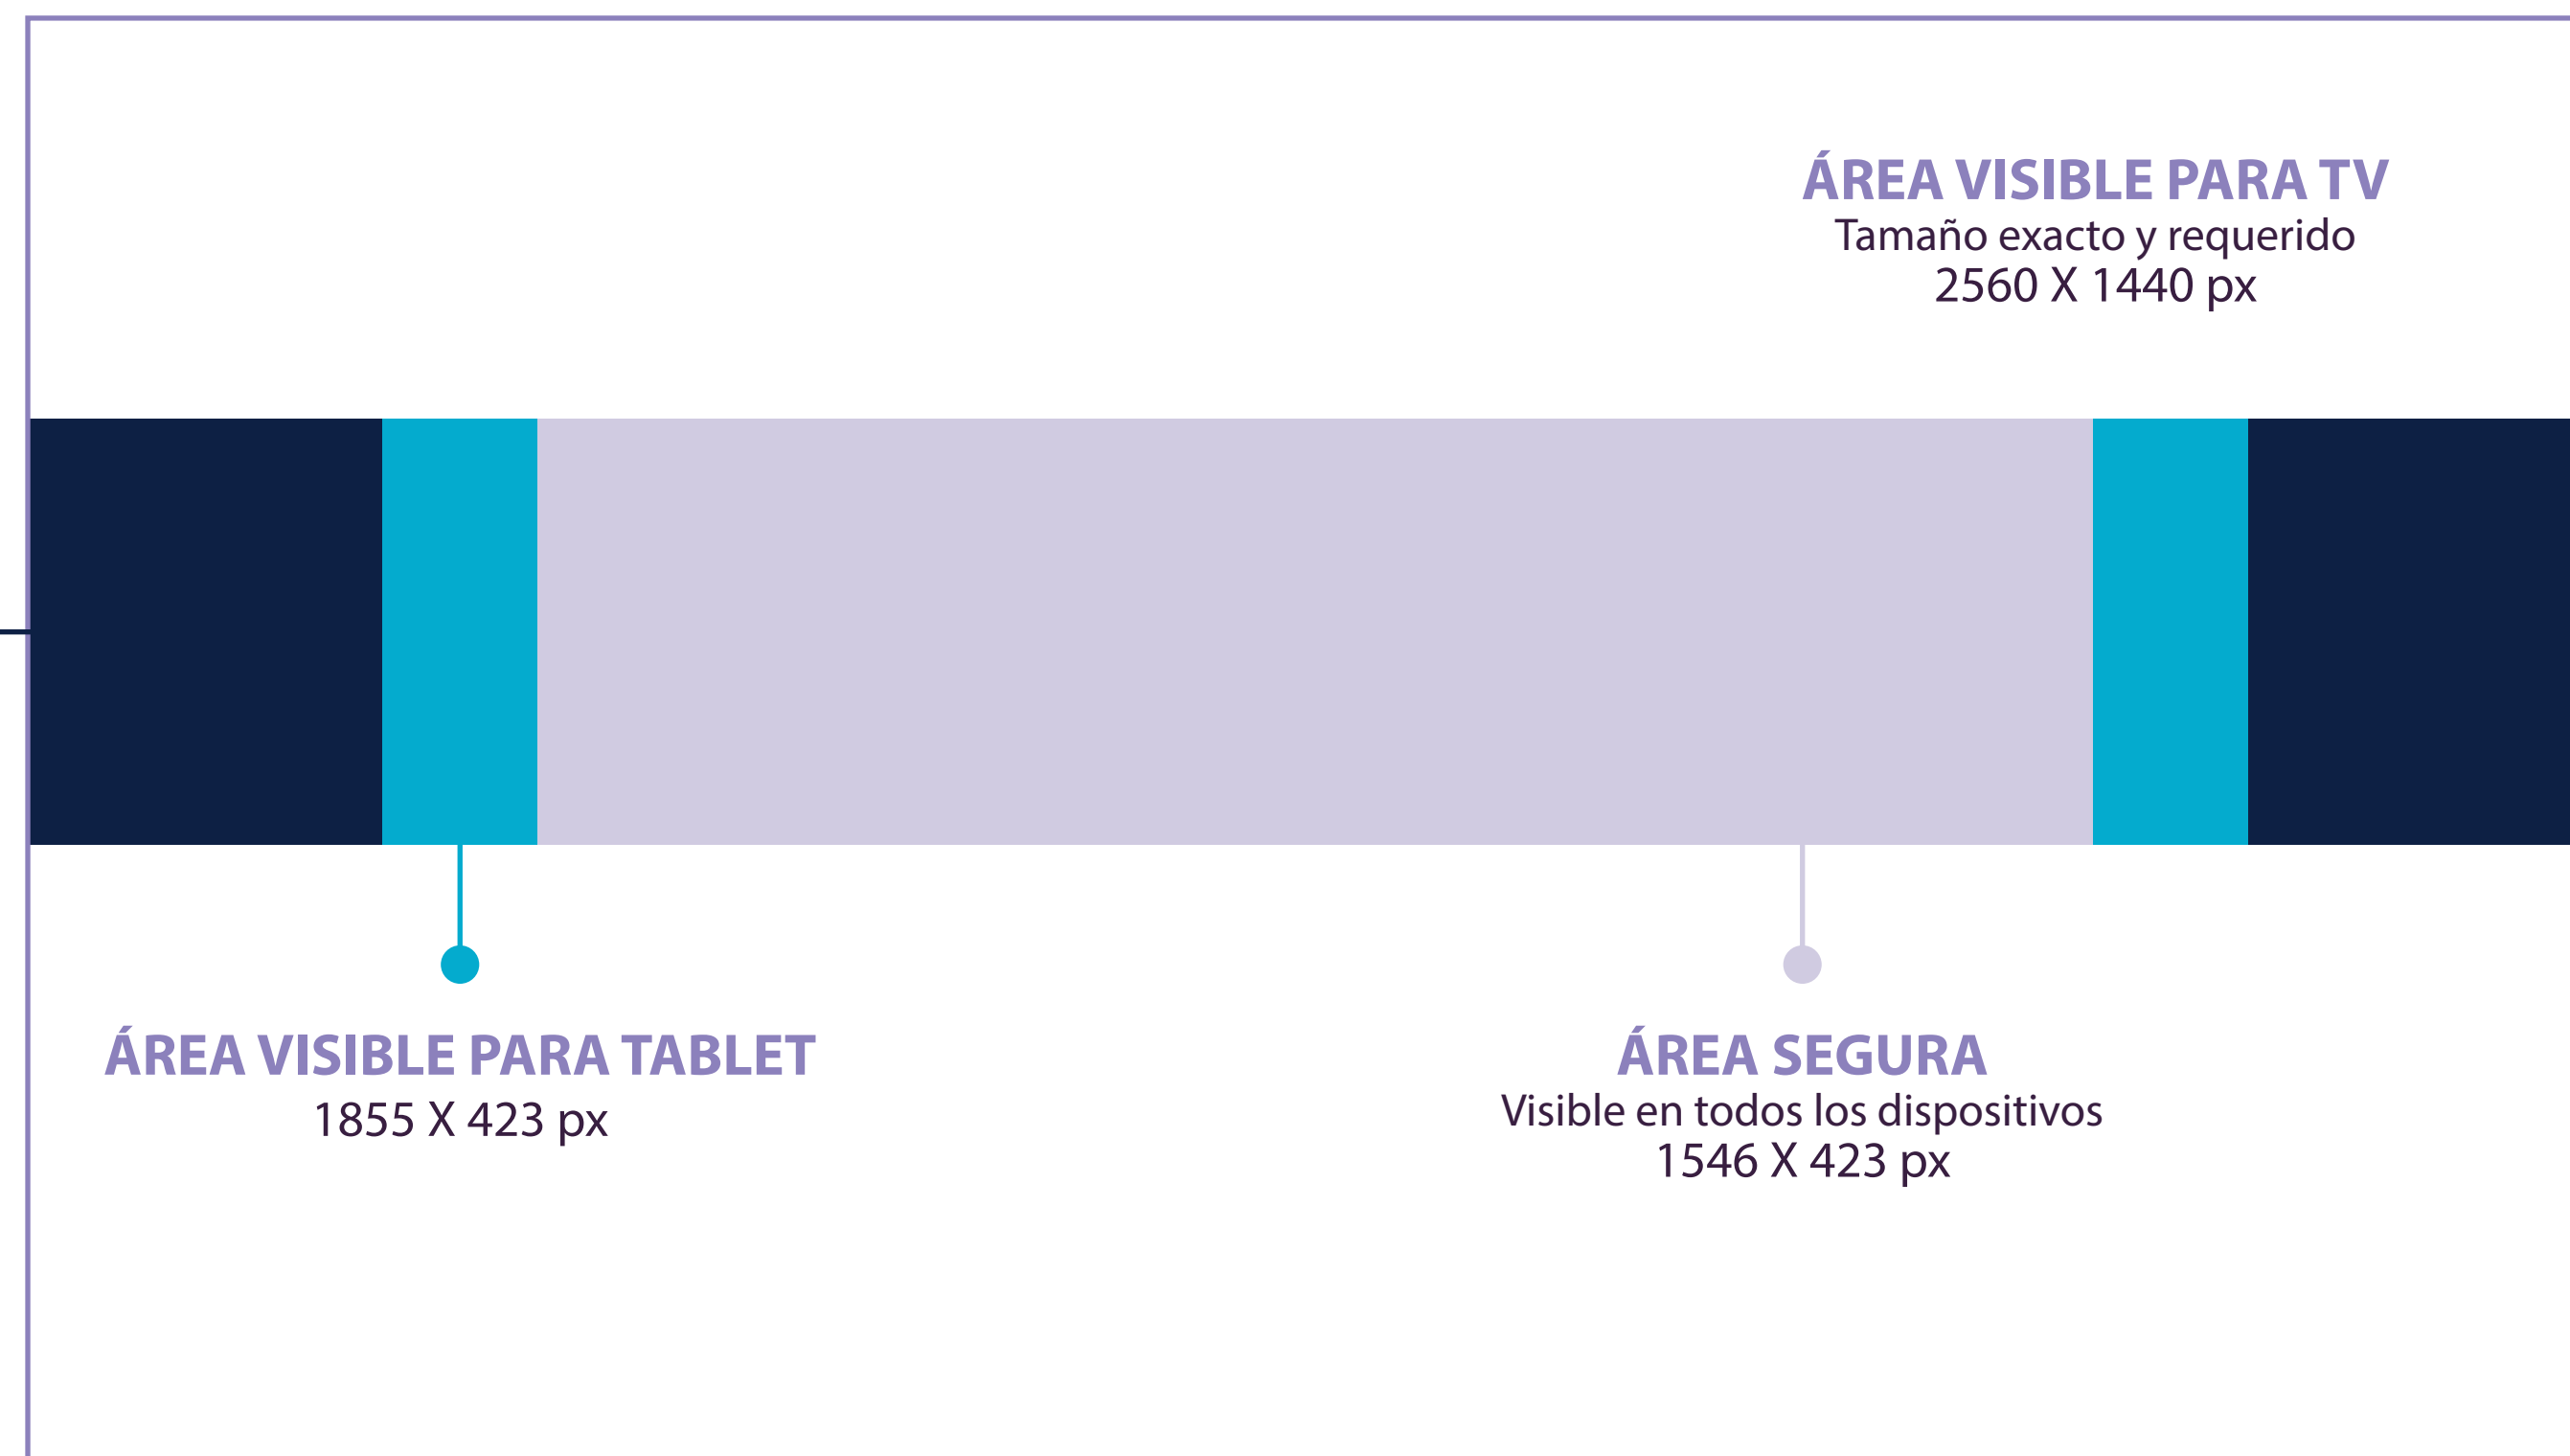 ÁREA VISIBLE PARA TV
Tamaño exacto y requerido
2560 X 1440 px
ÁREA VISIBLE PARA TABLET
1855 X 423 px
ÁREA SEGURA
Visible en todos los dispositivos
1546 X 423 px